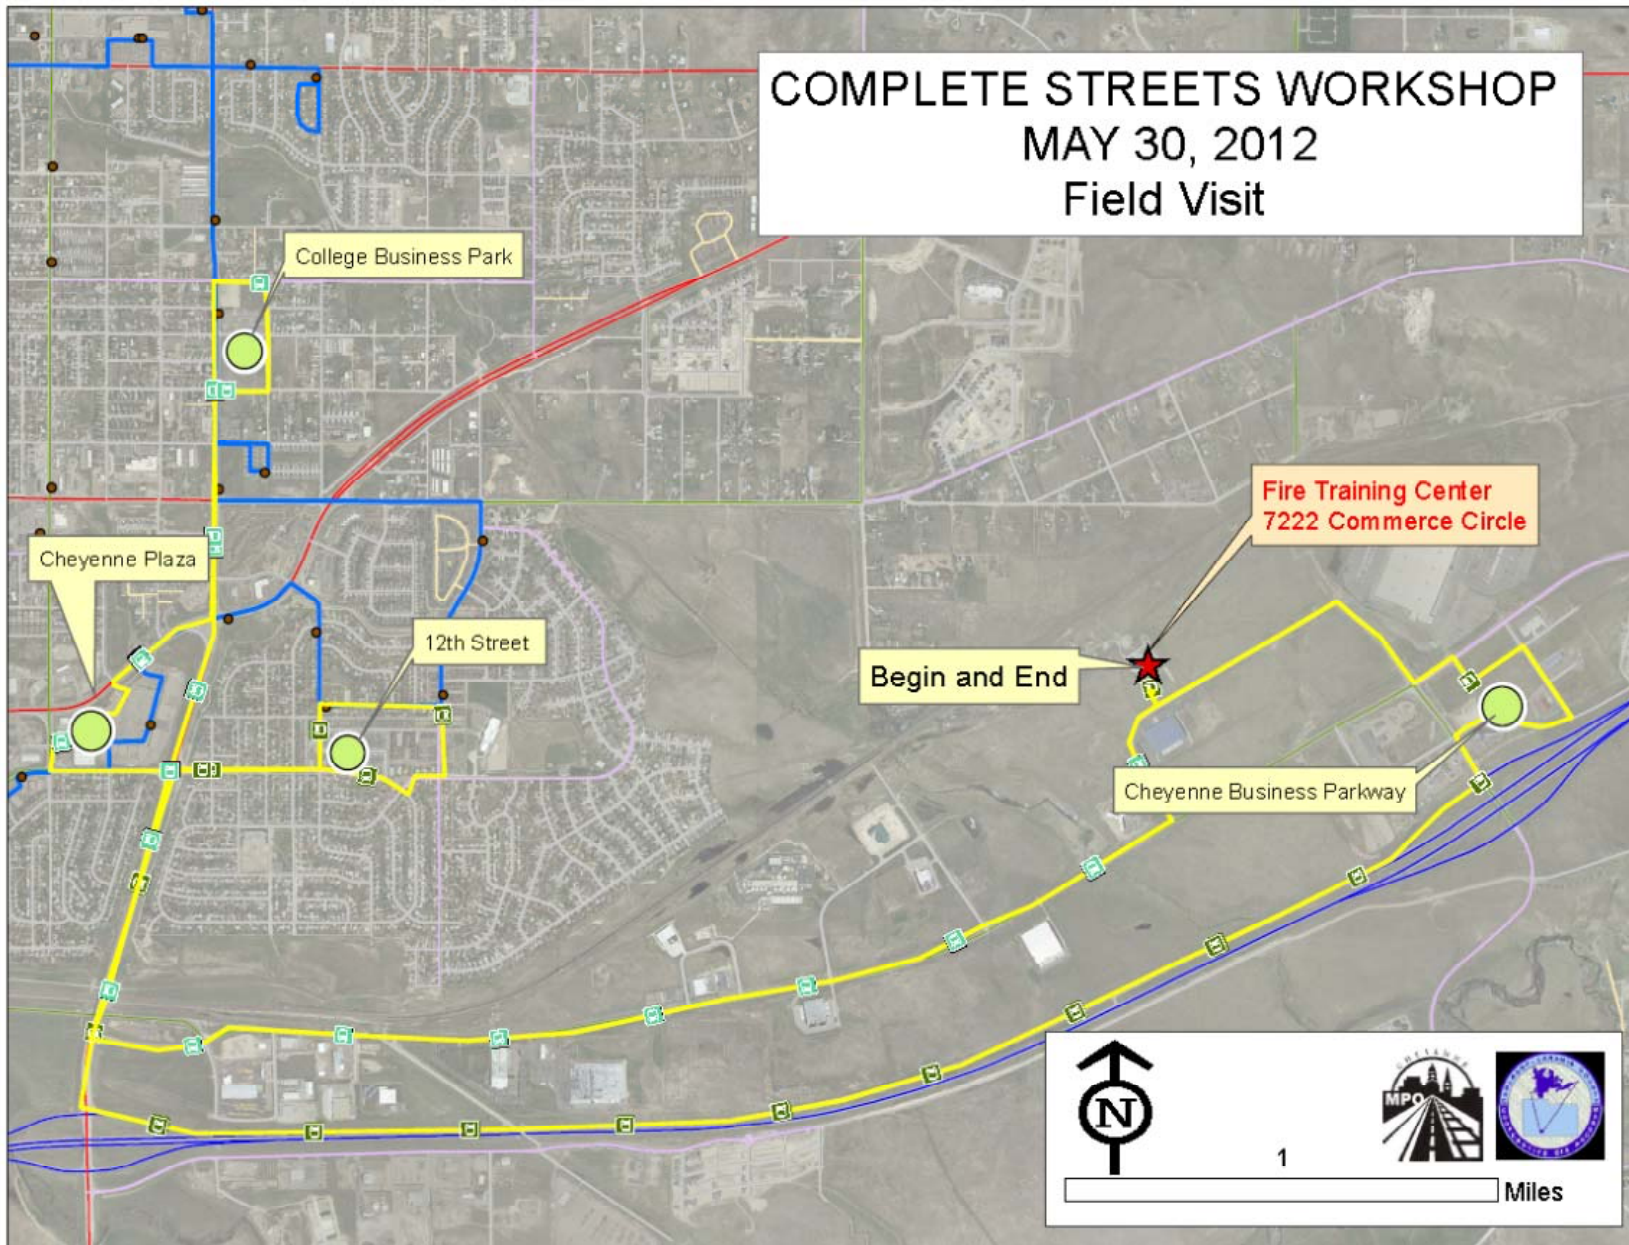 COMPLETE STREETS WORKSHOP
MAY 30, 2012
Field Visit
College Business Park
Fire Training Center
7222 Commerce Circle
Cheyenne Plaza
12th Street
Begin and End
Cheyenne Business Parkway
N
CHEYENNE
MPO
1
Miles